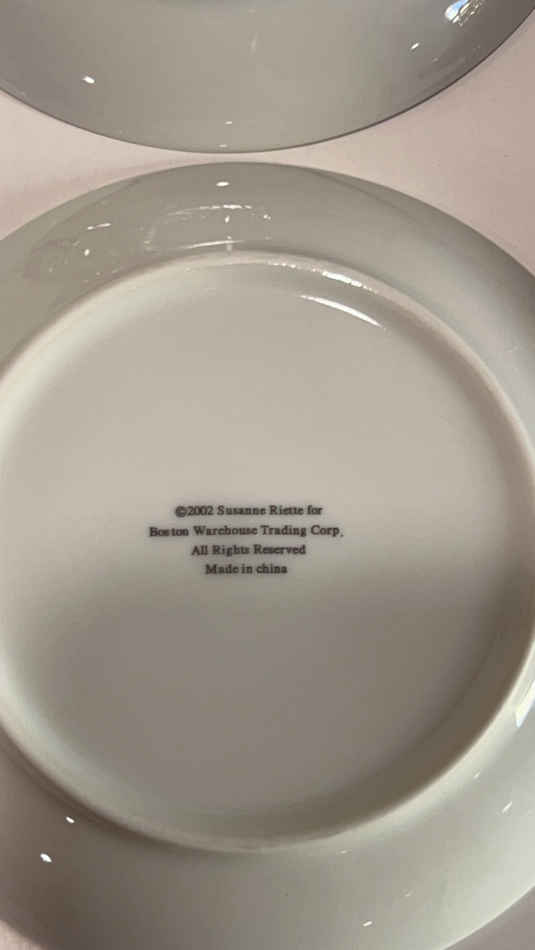 ©2002 Susanne Riette for
Boston Warehouse Trading Corp.
All Rights Reserved
Made in china